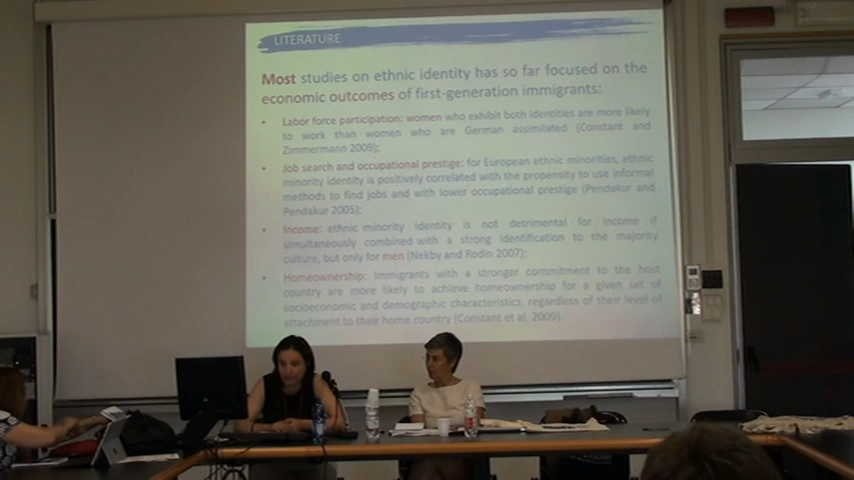 LITERATURE
Most studies on ethnic identity has so far focused on the
economic outcomes of first-generation immigrants:
• Labor force participation: women who exhibit both identities are more likely
to work than women who are German assimilated (Constant and
Zimmermann 2009);
• Job search and occupational prestige: for European ethnic minorities, ethnic
minority identity is positively correlated with the propensity to use informal
methods to find jobs and with lower occupational prestige (Pendakur and
Pendakur 2005);
• Income: ethnic minority identity is not detrimental for income if
simultaneously combined with a strong identification to the majority
culture, but only for men (Nekby and Rodin 2007);
• Homeownership: immigrants with a stronger commitment to the host
country are more likely to achieve homeownership for a given set of
socioeconomic and demographic characteristics, regardless of their level of
attachment to their home country (Constant et al. 2009).